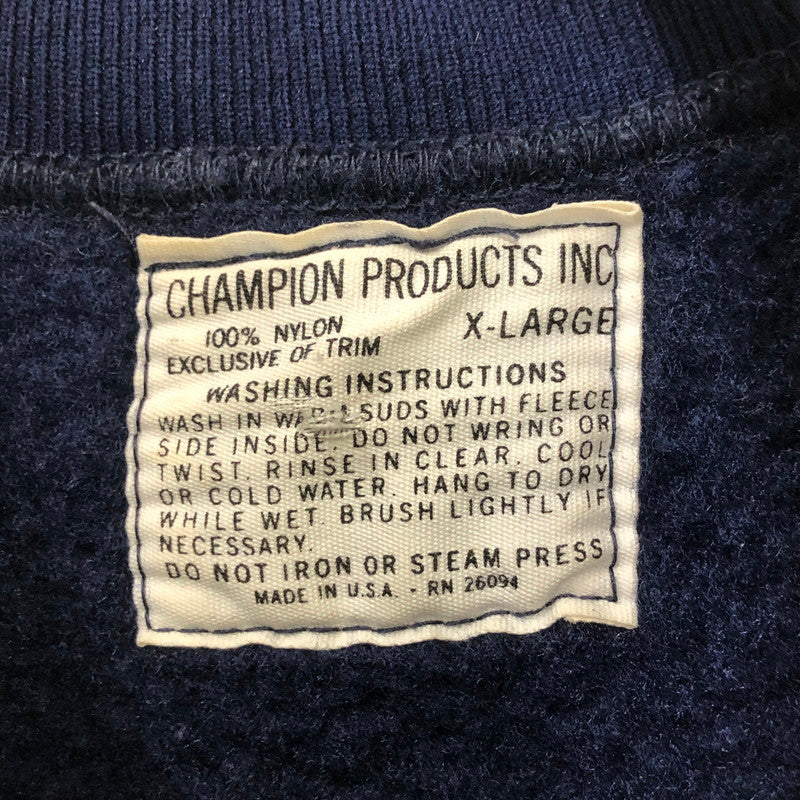 CHAMPION PRODUCTS INC
100% NYLON X-LARGE
EXCLUSIVE OF TRIM
WASHING INSTRUCTIONS
WASH IN WARM SUDS WITH FLEECE
SIDE INSIDE. DO NOT WRING OR
TWIST. RINSE IN CLEAR, COOL
OR COLD WATER. HANG TO DRY
WHILE WET. BRUSH LIGHTLY IF
NECESSARY.
DO NOT IRON OR STEAM PRESS
MADE IN U.S.A. - RN 26094